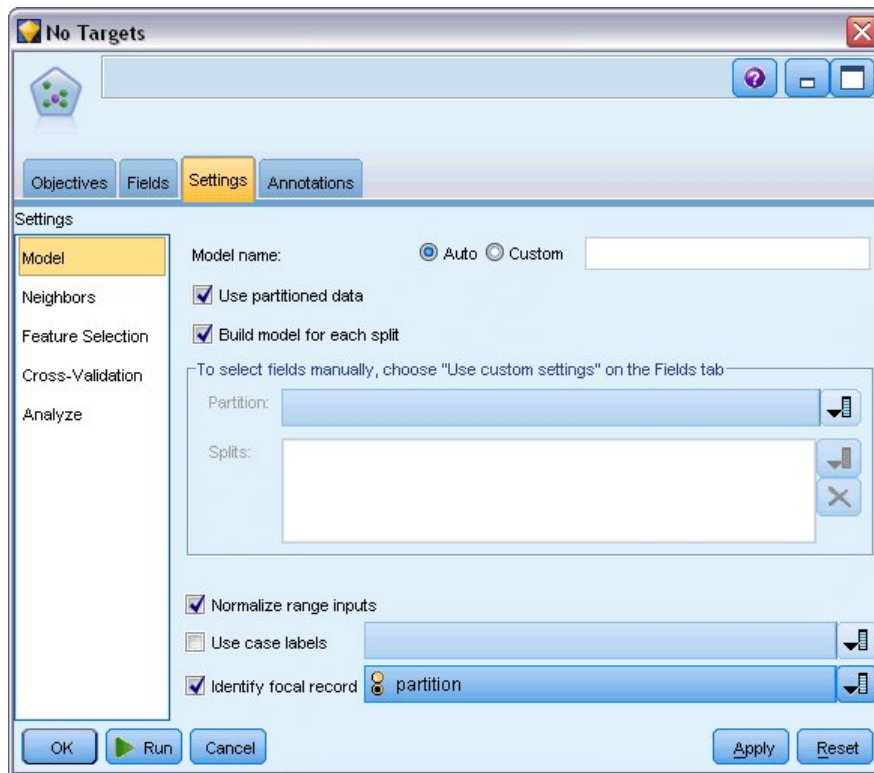 No Targets
Objectives Fields Settings Annotations
Settings
Model
Neighbors
Feature Selection
Cross-Validation
Analyze
Model name: Auto Custom
Use partitioned data
Build model for each split
To select fields manually, choose "Use custom settings" on the Fields tab
Partition:
Splits:
Normalize range inputs
Use case labels
Identify focal record partition
OK Run Cancel Apply Reset